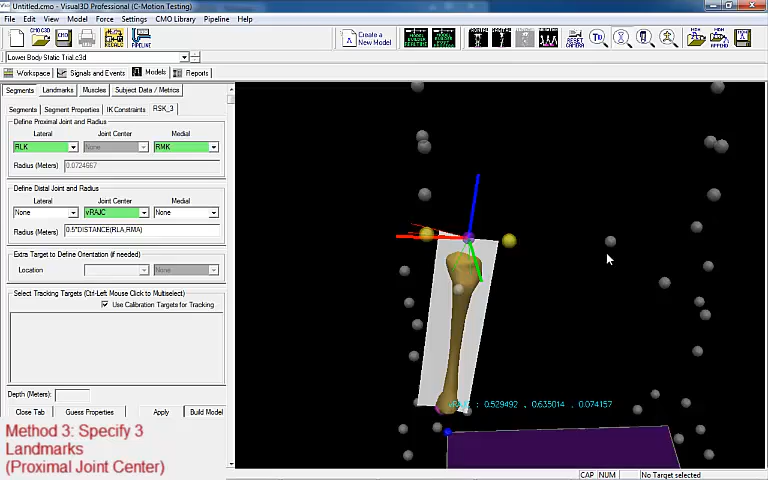 Untitled.cmo - Visual3D Professional (C-Motion Testing)
File Edit View Model Force Settings CMO Library Pipeline Help
Create a
New Model
Lower Body Static Trial.c3d
Workspace Signals and Events Models Reports
Segments Landmarks Muscles Subject Data / Metrics
Segments Segment Properties IK Constraints RSK_3
Define Proximal Joint and Radius
Lateral Joint Center Medial
RLK None RMK
Radius (Meters) 0.0724667
Define Distal Joint and Radius
Lateral Joint Center Medial
None vRAJC None
Radius (Meters) 0.5*DISTANCE(RLA,RMA)
Extra Target to Define Orientation (if needed)
Location None
Select Tracking Targets (Ctrl-Left Mouse Click to Multiselect)
Use Calibration Targets for Tracking
: 0.529492 , 0.635014 , 0.074157
Depth (Meters):
Close Tab Guess Properties Apply Build Model
Method 3: Specify 3
Landmarks
(Proximal Joint Center)
CAP NUM No Target selected